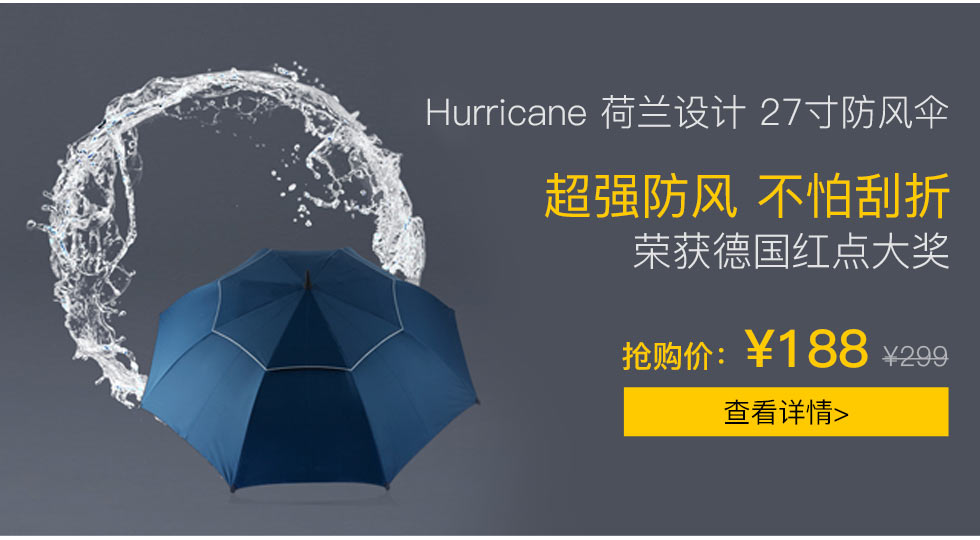 Hurricane 荷兰设计 27寸防风伞
超强防风 不怕刮折
荣获德国红点大奖
抢购价：¥188 ¥299
查看详情>